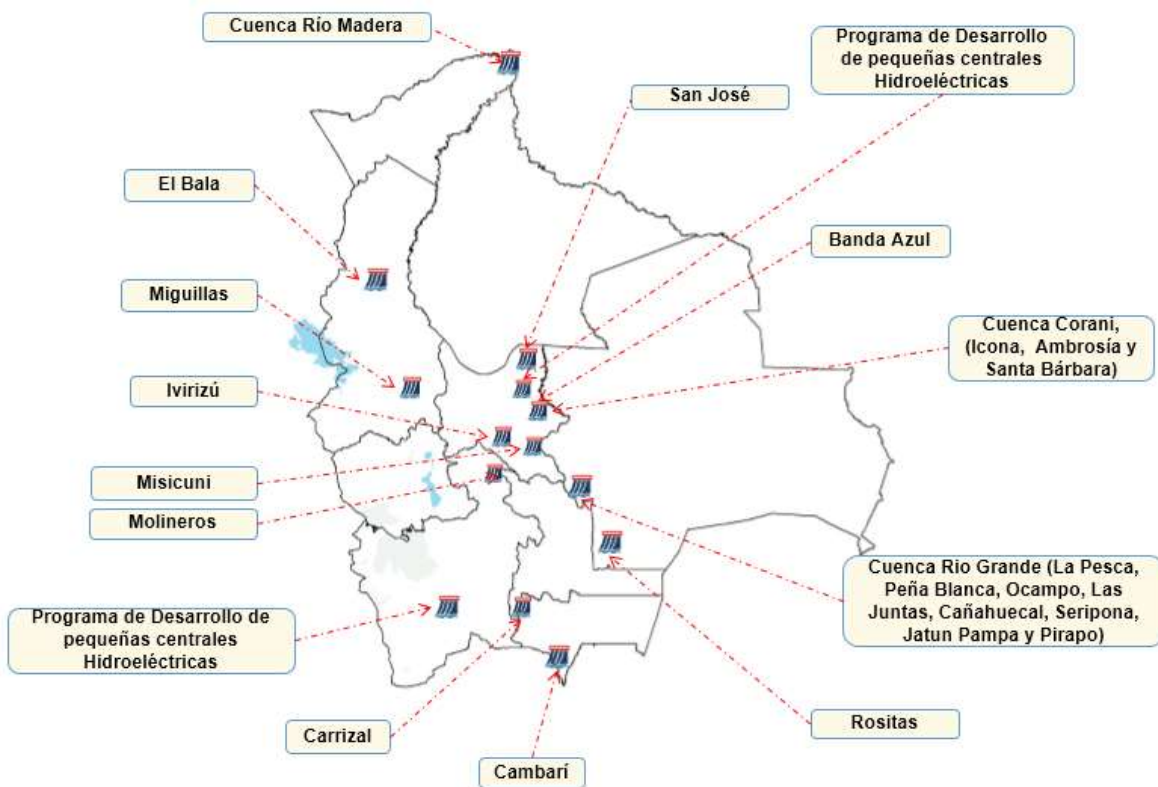 Cuenca Río Madera
Programa de Desarrollo
de pequeñas centrales
Hidroeléctricas
San José
El Bala
Banda Azul
Miguillas
Cuenca Corani,
(Icona, Ambrosía y
Santa Bárbara)
Ivirizú
Misicuni
Molineros
Cuenca Rio Grande (La Pesca,
Peña Blanca, Ocampo, Las
Juntas, Cañahuecal, Seripona,
Jatun Pampa y Pirapo)
Programa de Desarrollo de
pequeñas centrales
Hidroeléctricas
Rositas
Carrizal
Cambarí